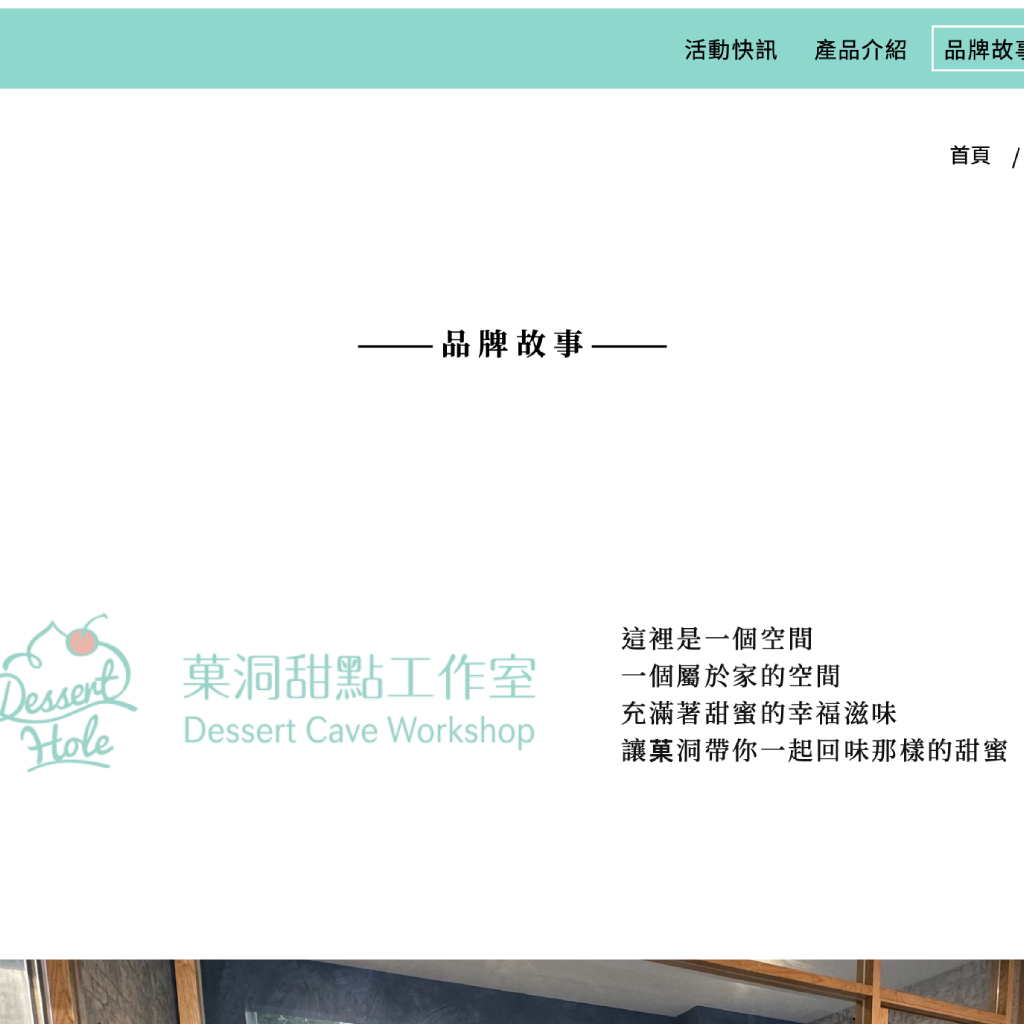 活動快訊 產品介紹 品牌故事
首頁 /
品牌故事
Dessert
Hole
菓洞甜點工作室
Dessert Cave Workshop
這裡是一個空間
一個屬於家的空間
充滿著甜蜜的幸福滋味
讓菓洞帶你一起回味那樣的甜蜜